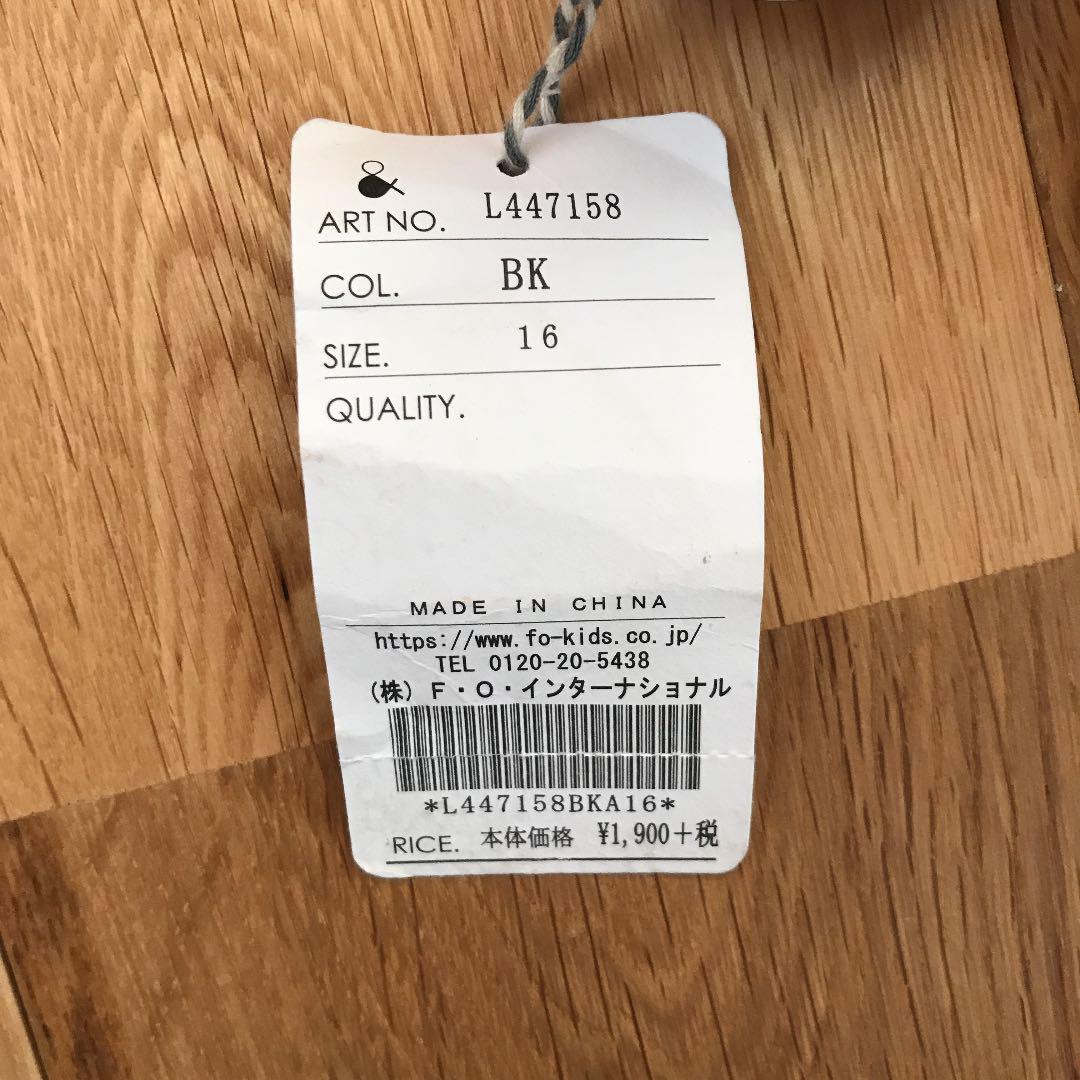 &
ART NO. L447158
COL. BK
SIZE. 16
QUALITY.
MADE IN CHINA
https://www.fo-kids.co.jp/
TEL 0120-20-5438
(株) F・O・インターナショナル
*L447158BKA16*
RICE. 本体価格 ¥1,900+税